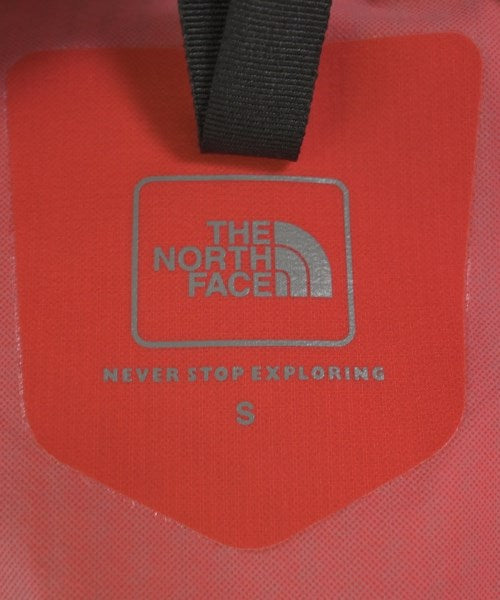 THE
NORTH
FACE
NEVER STOP EXPLORING
S